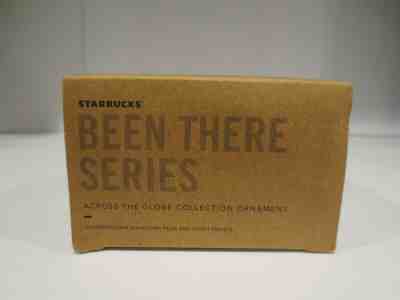 STARBUCKS®
BEEN THERE
SERIES
ACROSS THE GLOBE COLLECTION ORNAMENT